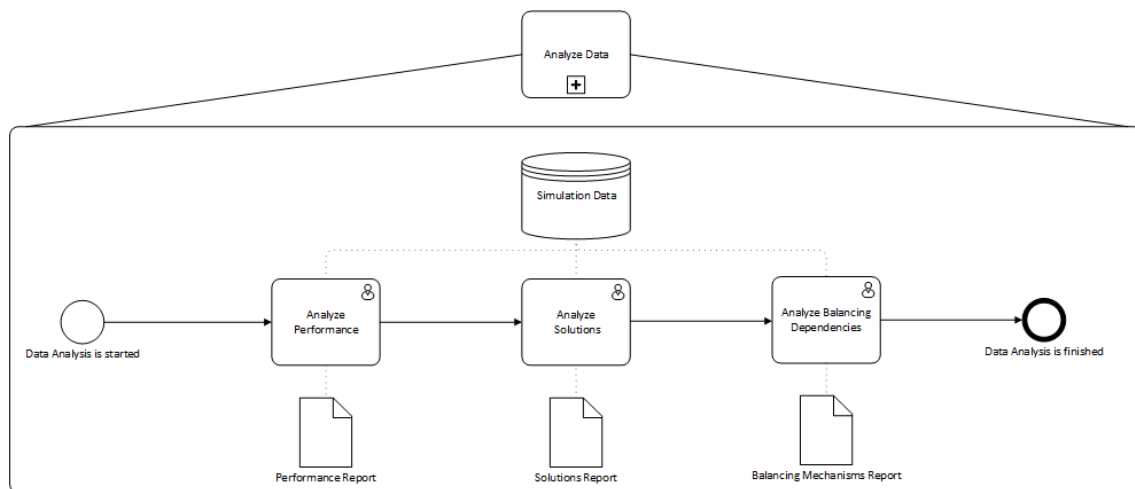 Analyze Data
Simulation Data
Analyze
Performance
Analyze
Solutions
Analyze Balancing
Dependencies
Data Analysis is started
Data Analysis is finished
Performance Report
Solutions Report
Balancing Mechanisms Report